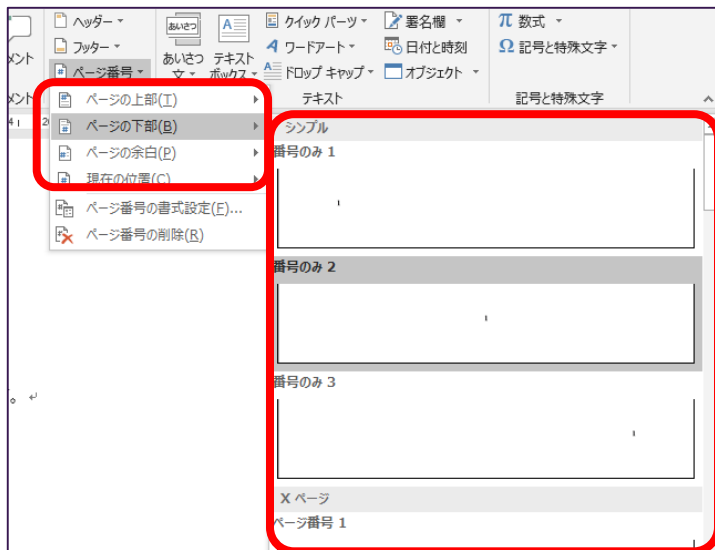 ヘッダー
フッター
ページ番号
メント
あいさつ
文
テキスト
ボックス
クイック パーツ
ワードアート
ドロップ キャップ
署名欄
日付と時刻
オブジェクト
テキスト
π 数式
Ω 記号と特殊文字
記号と特殊文字
メント
ページの上部(T)
ページの下部(B)
ページの余白(P)
現在の位置(C)
ページ番号の書式設定(F)...
ページ番号の削除(R)
シンプル
番号のみ 1
番号のみ 2
番号のみ 3
X ページ
ページ番号 1
。